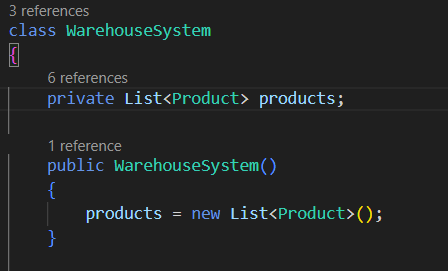 3 references
class WarehouseSystem
{
6 references
private List<Product> products;
1 reference
public WarehouseSystem()
{
products = new List<Product>();
}